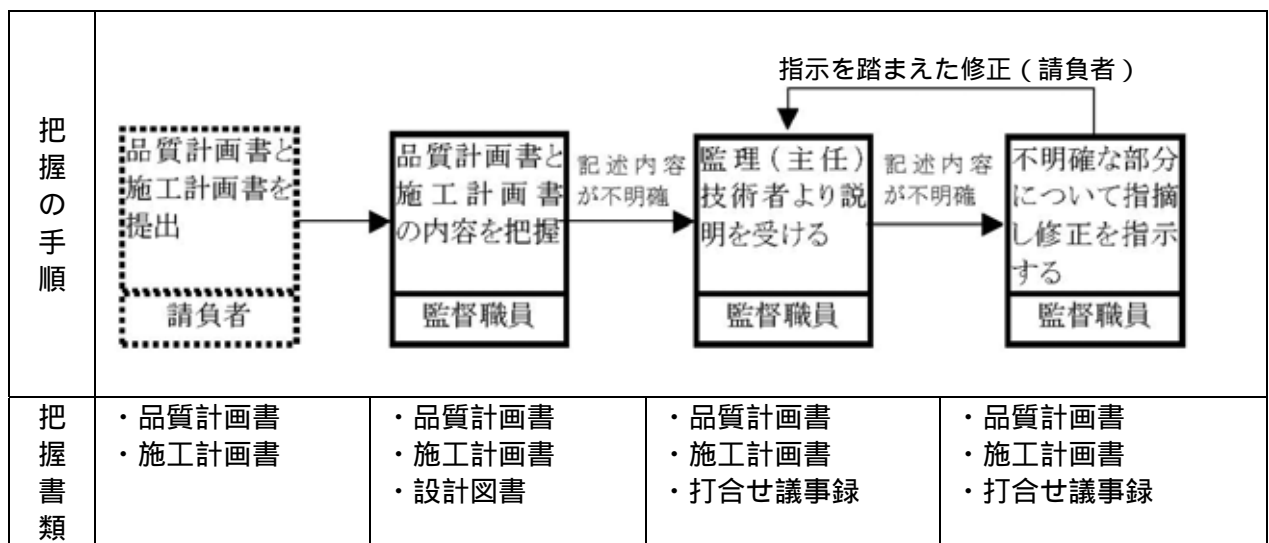 把握の手順
指示を踏まえた修正(請負者)
品質計画書と
施工計画書を
提出
請負者
品質計画書と
施工計画書
の内容を把握
監督職員
記述内容
が不明確
監理(主任)
技術者より説
明を受ける
監督職員
記述内容
が不明確
不明確な部分
について指摘
し修正を指示
する
監督職員
把握書類
・品質計画書
・施工計画書
・品質計画書
・施工計画書
・設計図書
・品質計画書
・施工計画書
・打合せ議事録
・品質計画書
・施工計画書
・打合せ議事録